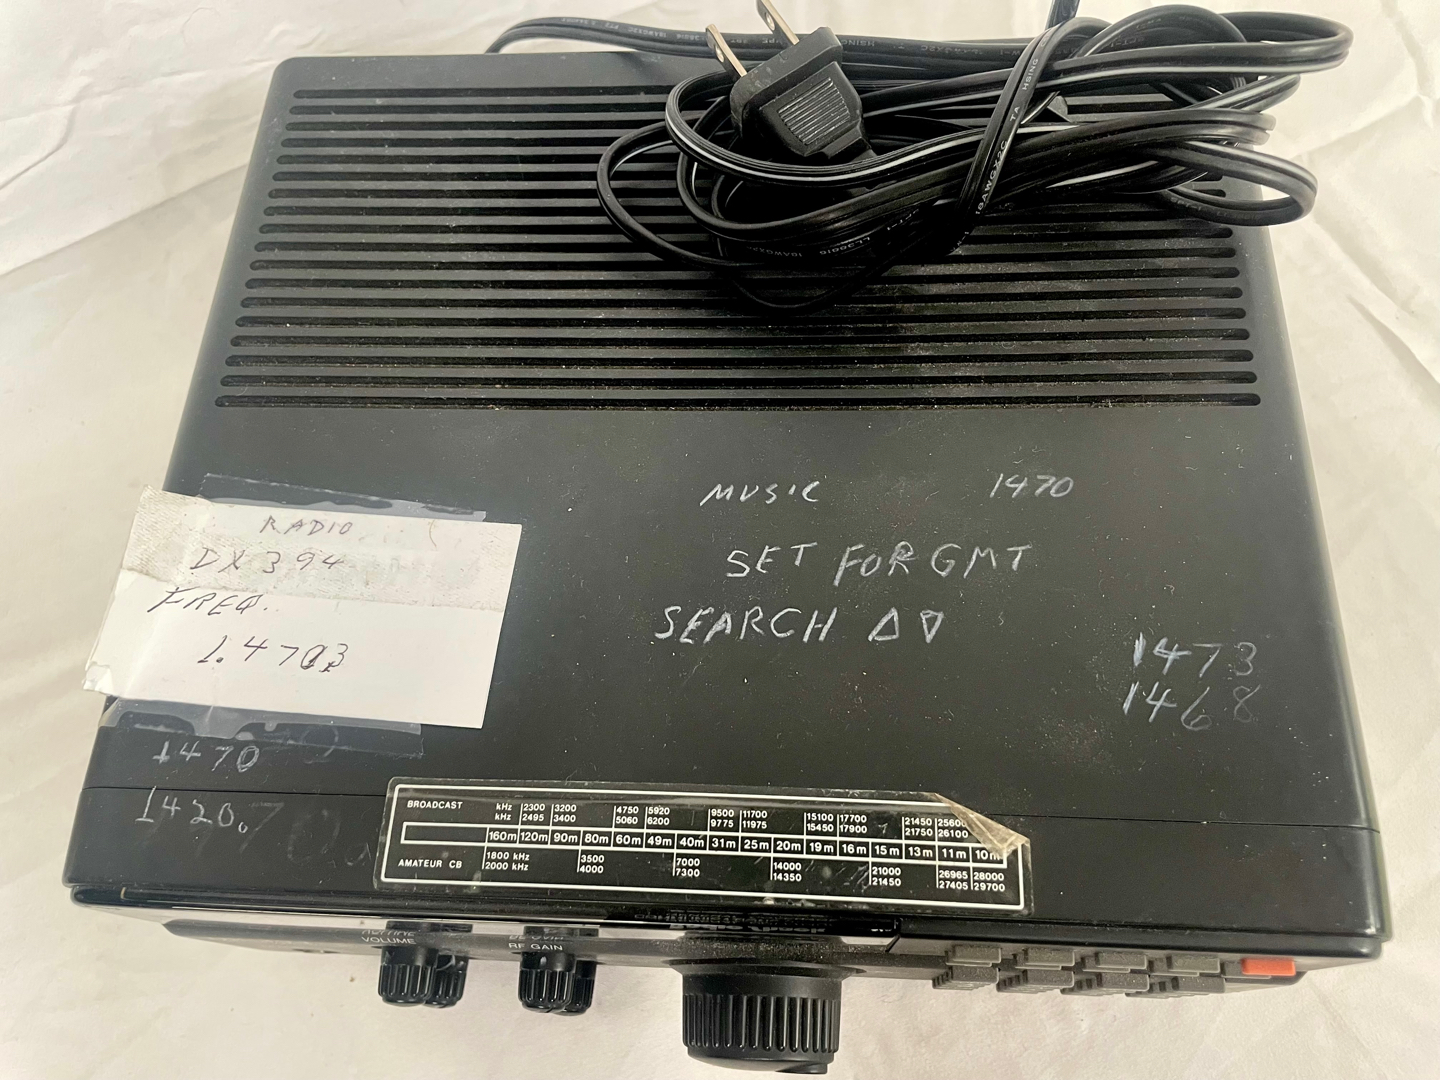 MUSIC 1470
SET FOR GMT
SEARCH Δ ∇
1473
1468
RADIO
DX394
FREQ.
1470
1420.
BROADCAST kHz 2300 3200 4750 5920 9500 11700 15100 17700 21450 25600
kHz 2495 3400 5060 6200 9775 11975 15450 17900 21750 26100
160m 120m 90m 80m 60m 49m 40m 31m 25m 20m 19m 16m 15m 13m 11m 10m
AMATEUR CB 1800 kHz 3500 7000 14000 21000 26965 28000
2000 kHz 4000 7300 14350 21450 27405 29700
VOLUME
RF GAIN